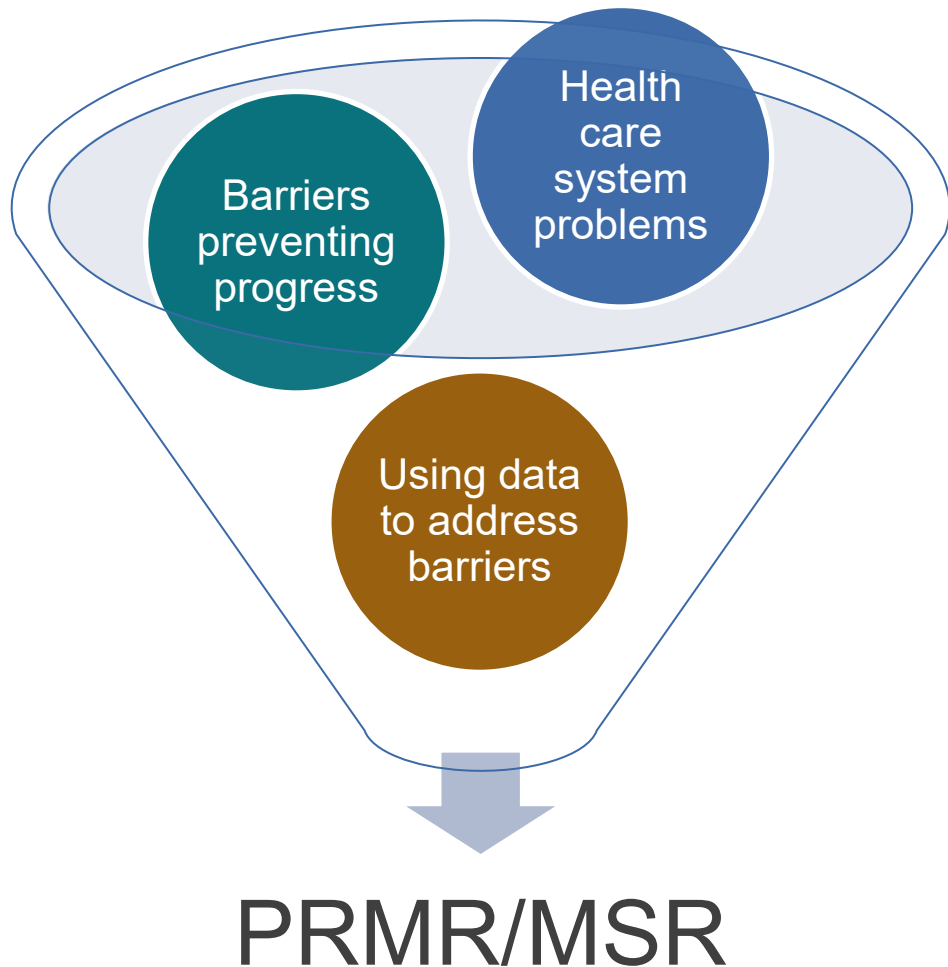 Health
care
system
problems
Barriers
preventing
progress
Using data
to address
barriers
PRMR/MSR